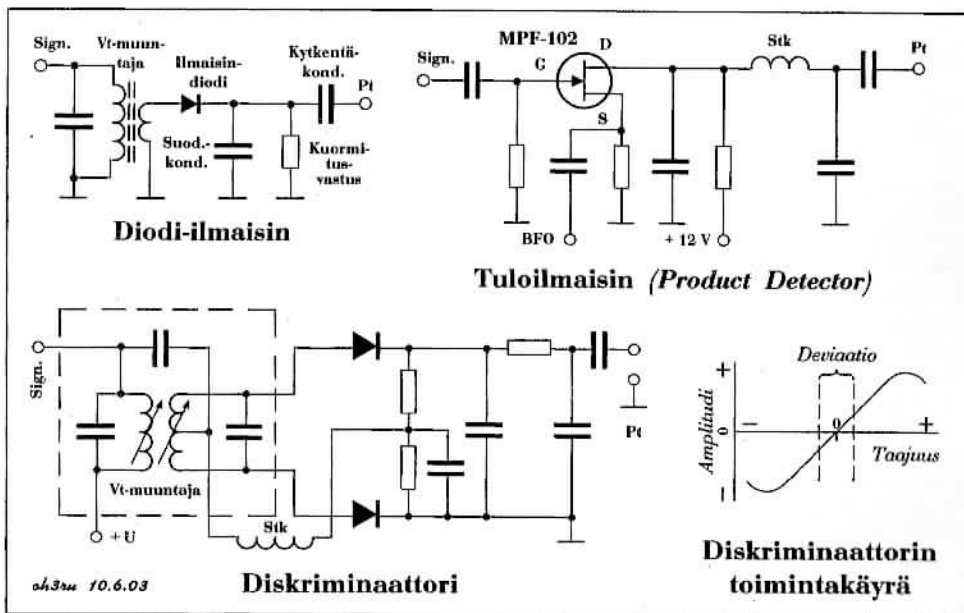 Sign.
Vt-muun-
taja
Ilmaisin-
diodi
Kytkentä-
kond.
Pt
Suod.-
kond.
Kuormi-
tus-
vastus
Diodi-ilmaisin
MPF-102
Sign.
G
D
S
Stk
Pt
BFO
+ 12 V
Tuloilmaisin (Product Detector)
Sign.
Vt-muuntaja
+U
Stk
Pt
Diskriminaattori
oh3ru 10.6.03
Deviaatio
Amplitudi
+
0
−
−
0
+
Taajuus
Diskriminaattorin
toimintakäyrä